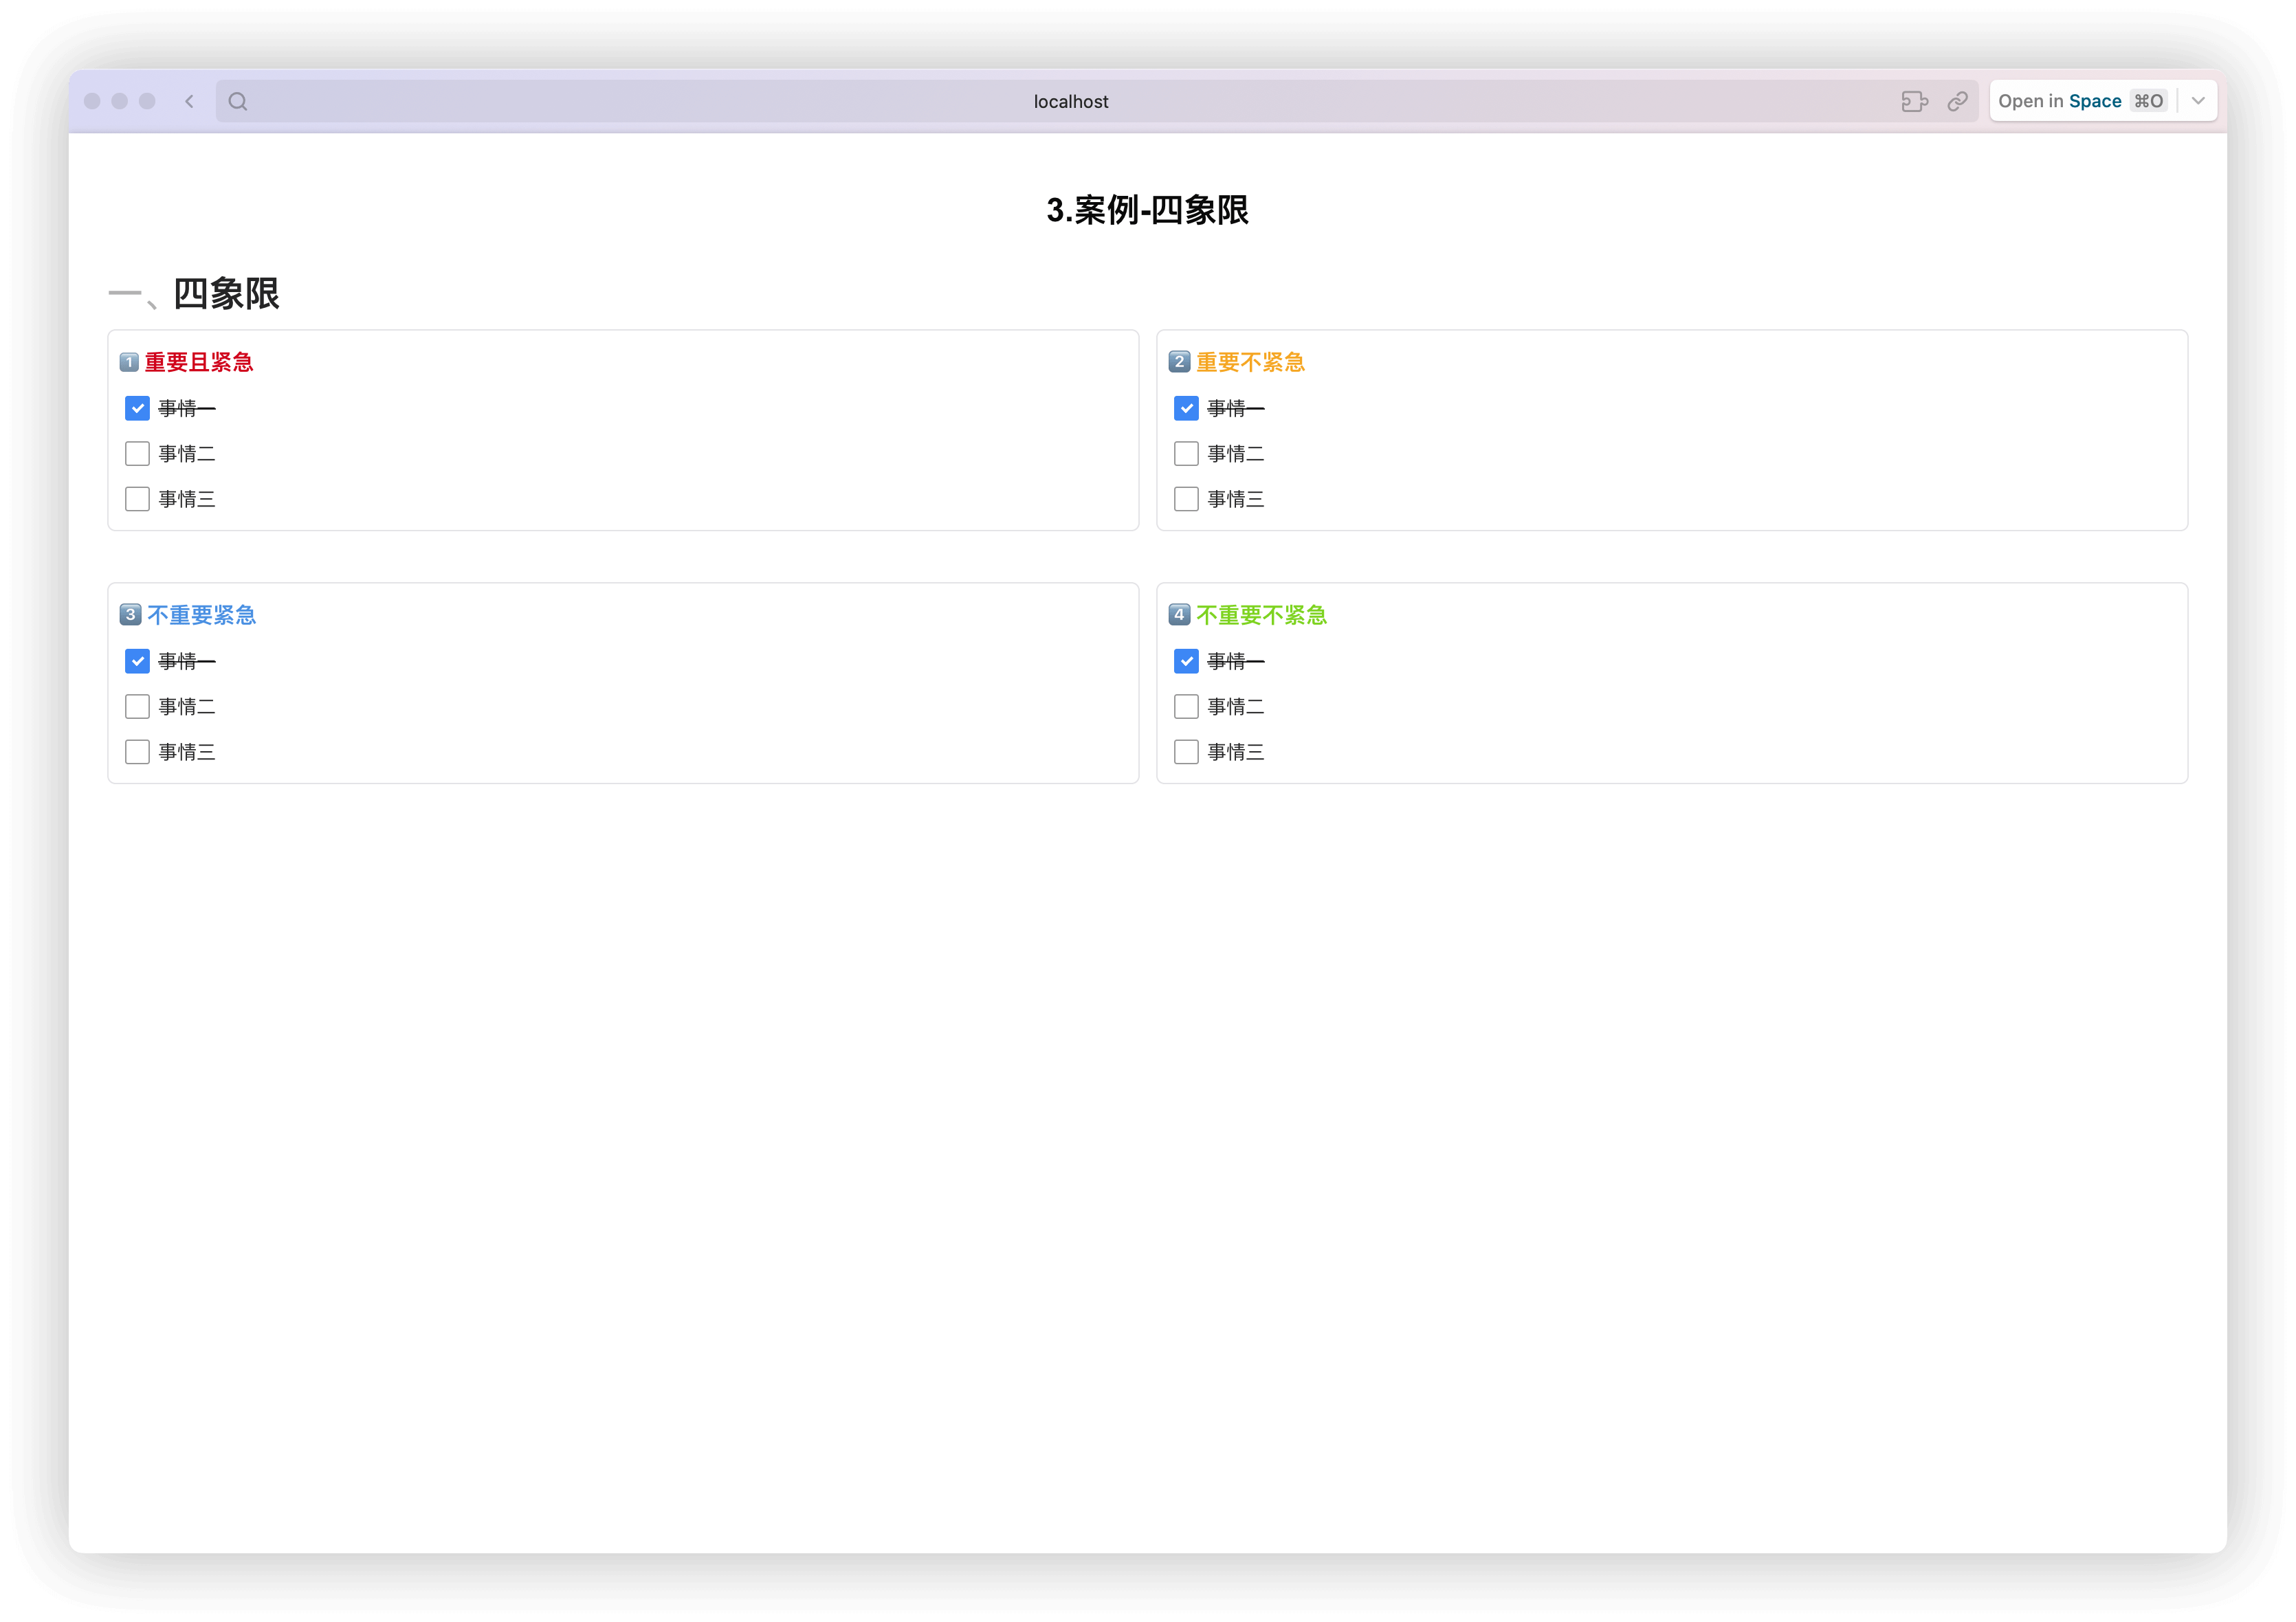 localhost
Open in Space ⌘O
3.案例-四象限
一、四象限
1 重要且紧急
事情一
事情二
事情三
2 重要不紧急
事情一
事情二
事情三
3 不重要紧急
事情一
事情二
事情三
4 不重要不紧急
事情一
事情二
事情三